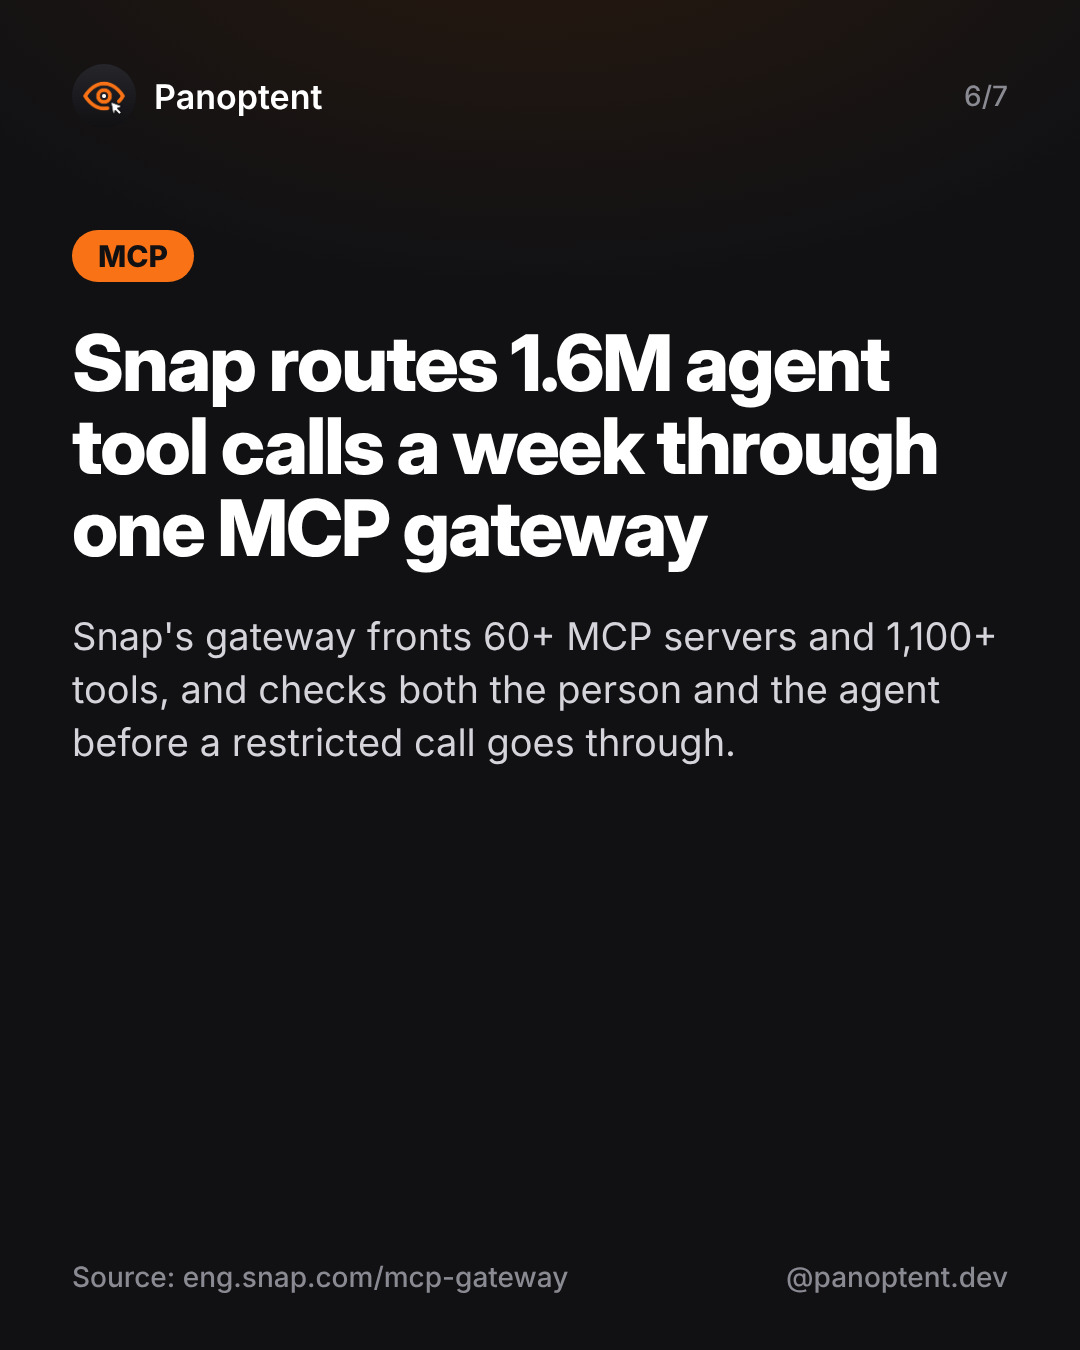 Panoptent
6/7
MCP
Snap routes 1.6M agent
tool calls a week through
one MCP gateway
Snap's gateway fronts 60+ MCP servers and 1,100+
tools, and checks both the person and the agent
before a restricted call goes through.
Source: eng.snap.com/mcp-gateway
@panoptent.dev